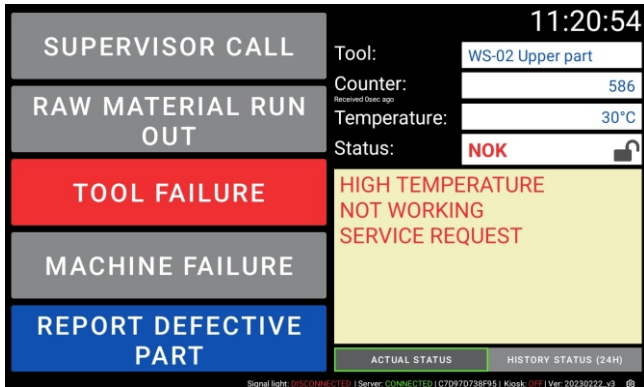 SUPERVISOR CALL
RAW MATERIAL RUN
OUT
TOOL FAILURE
MACHINE FAILURE
REPORT DEFECTIVE
PART
11:20:54
Tool: WS-02 Upper part
Counter: 586
Received 0sec ago
Temperature: 30°C
Status: NOK
HIGH TEMPERATURE
NOT WORKING
SERVICE REQUEST
ACTUAL STATUS HISTORY STATUS (24H)
Signal light: DISCONNECTED | Server: CONNECTED | C7D97D738F95 | Kiosk: OFF | Ver: 20230222_v3